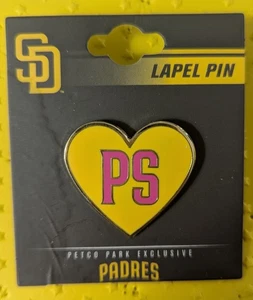 SD
LAPEL PIN
PS
PETCO PARK EXCLUSIVE
PADRES